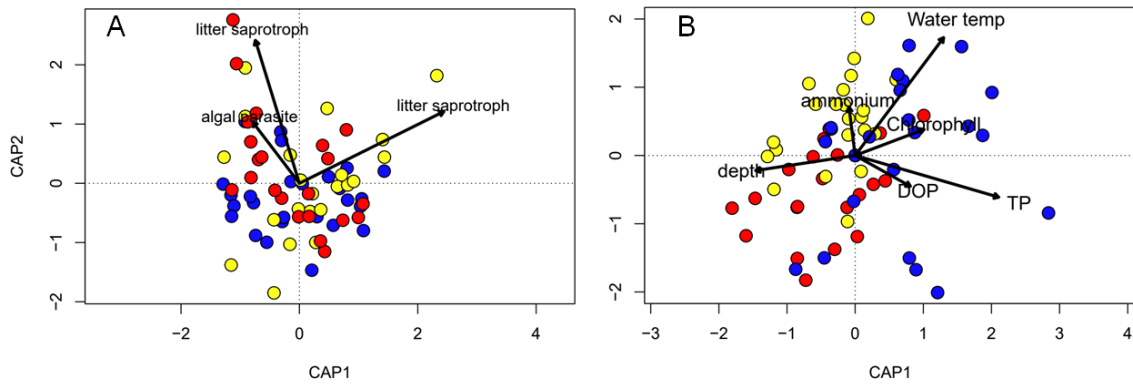 A
litter saprotroph
litter saprotroph
algal parasite
CAP2
2
1
0
−1
−2
−2
0
2
4
CAP1
B
Water temp
ammonium
Chlorophyll
depth
DOP
TP
2
1
0
−1
−2
−3
−2
−1
0
1
2
3
4
CAP1